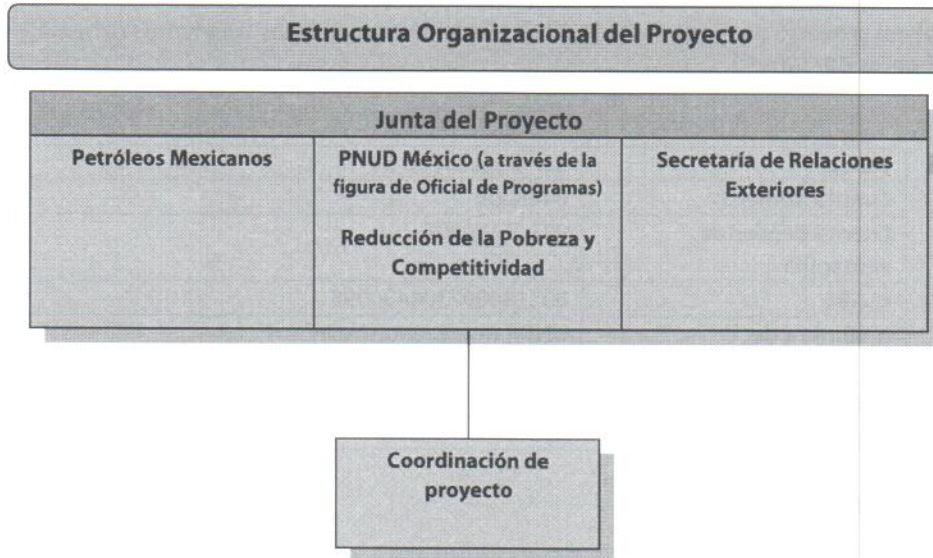 Estructura Organizacional del Proyecto
Junta del Proyecto
Petróleos Mexicanos
PNUD México (a través de la
figura de Oficial de Programas)
Reducción de la Pobreza y
Competitividad
Secretaría de Relaciones
Exteriores
Coordinación de
proyecto